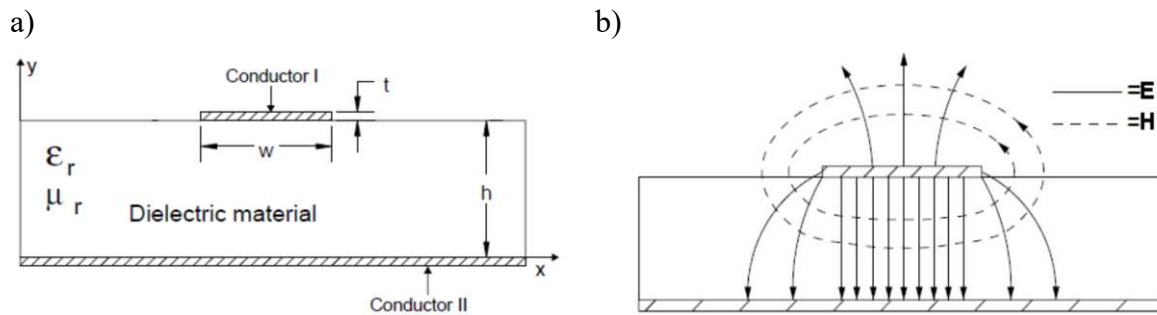 a)
b)
y
Conductor I
t
=E
=H
w
εr
μr
h
Dielectric material
x
Conductor II